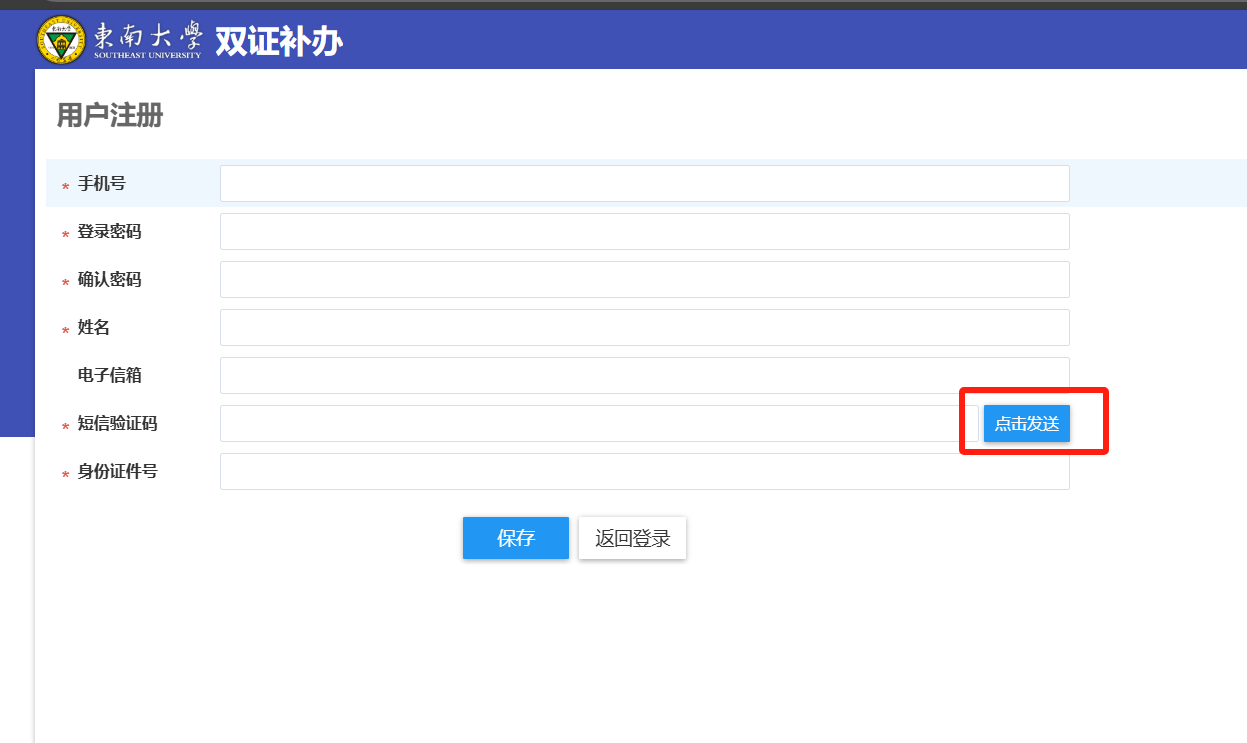 東南大學 双证补办
SOUTHEAST UNIVERSITY
用户注册
* 手机号
* 登录密码
* 确认密码
* 姓名
电子信箱
* 短信验证码 点击发送
* 身份证件号
保存 返回登录